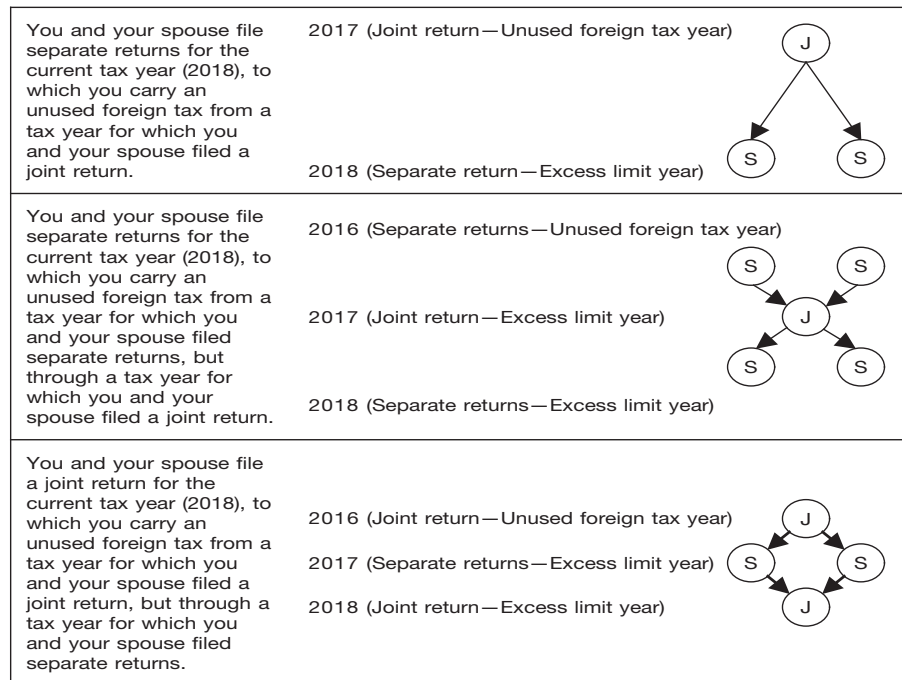 You and your spouse file
separate returns for the
current tax year (2018), to
which you carry an
unused foreign tax from a
tax year for which you
and your spouse filed a
joint return.
2017 (Joint return—Unused foreign tax year)
2018 (Separate return—Excess limit year)
J
S S
You and your spouse file
separate returns for the
current tax year (2018), to
which you carry an
unused foreign tax from a
tax year for which you
and your spouse filed
separate returns, but
through a tax year for
which you and your
spouse filed a joint return.
2016 (Separate returns—Unused foreign tax year)
2017 (Joint return—Excess limit year)
2018 (Separate returns—Excess limit year)
S S
J
S S
You and your spouse file
a joint return for the
current tax year (2018), to
which you carry an
unused foreign tax from a
tax year for which you
and your spouse filed a
joint return, but through a
tax year for which you
and your spouse filed
separate returns.
2016 (Joint return—Unused foreign tax year)
2017 (Separate returns—Excess limit year)
2018 (Joint return—Excess limit year)
J
S S
J